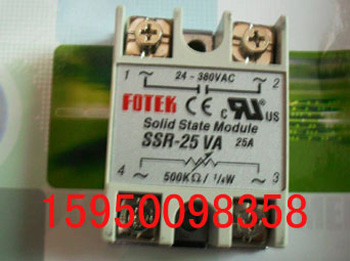 1 ~ 24 - 380VAC ~ 2
FOTEK CE c RU US
Solid State Module
SSR-25 VA 25A
4 ~ 500KΩ / ¼W ~ 3
15950098358